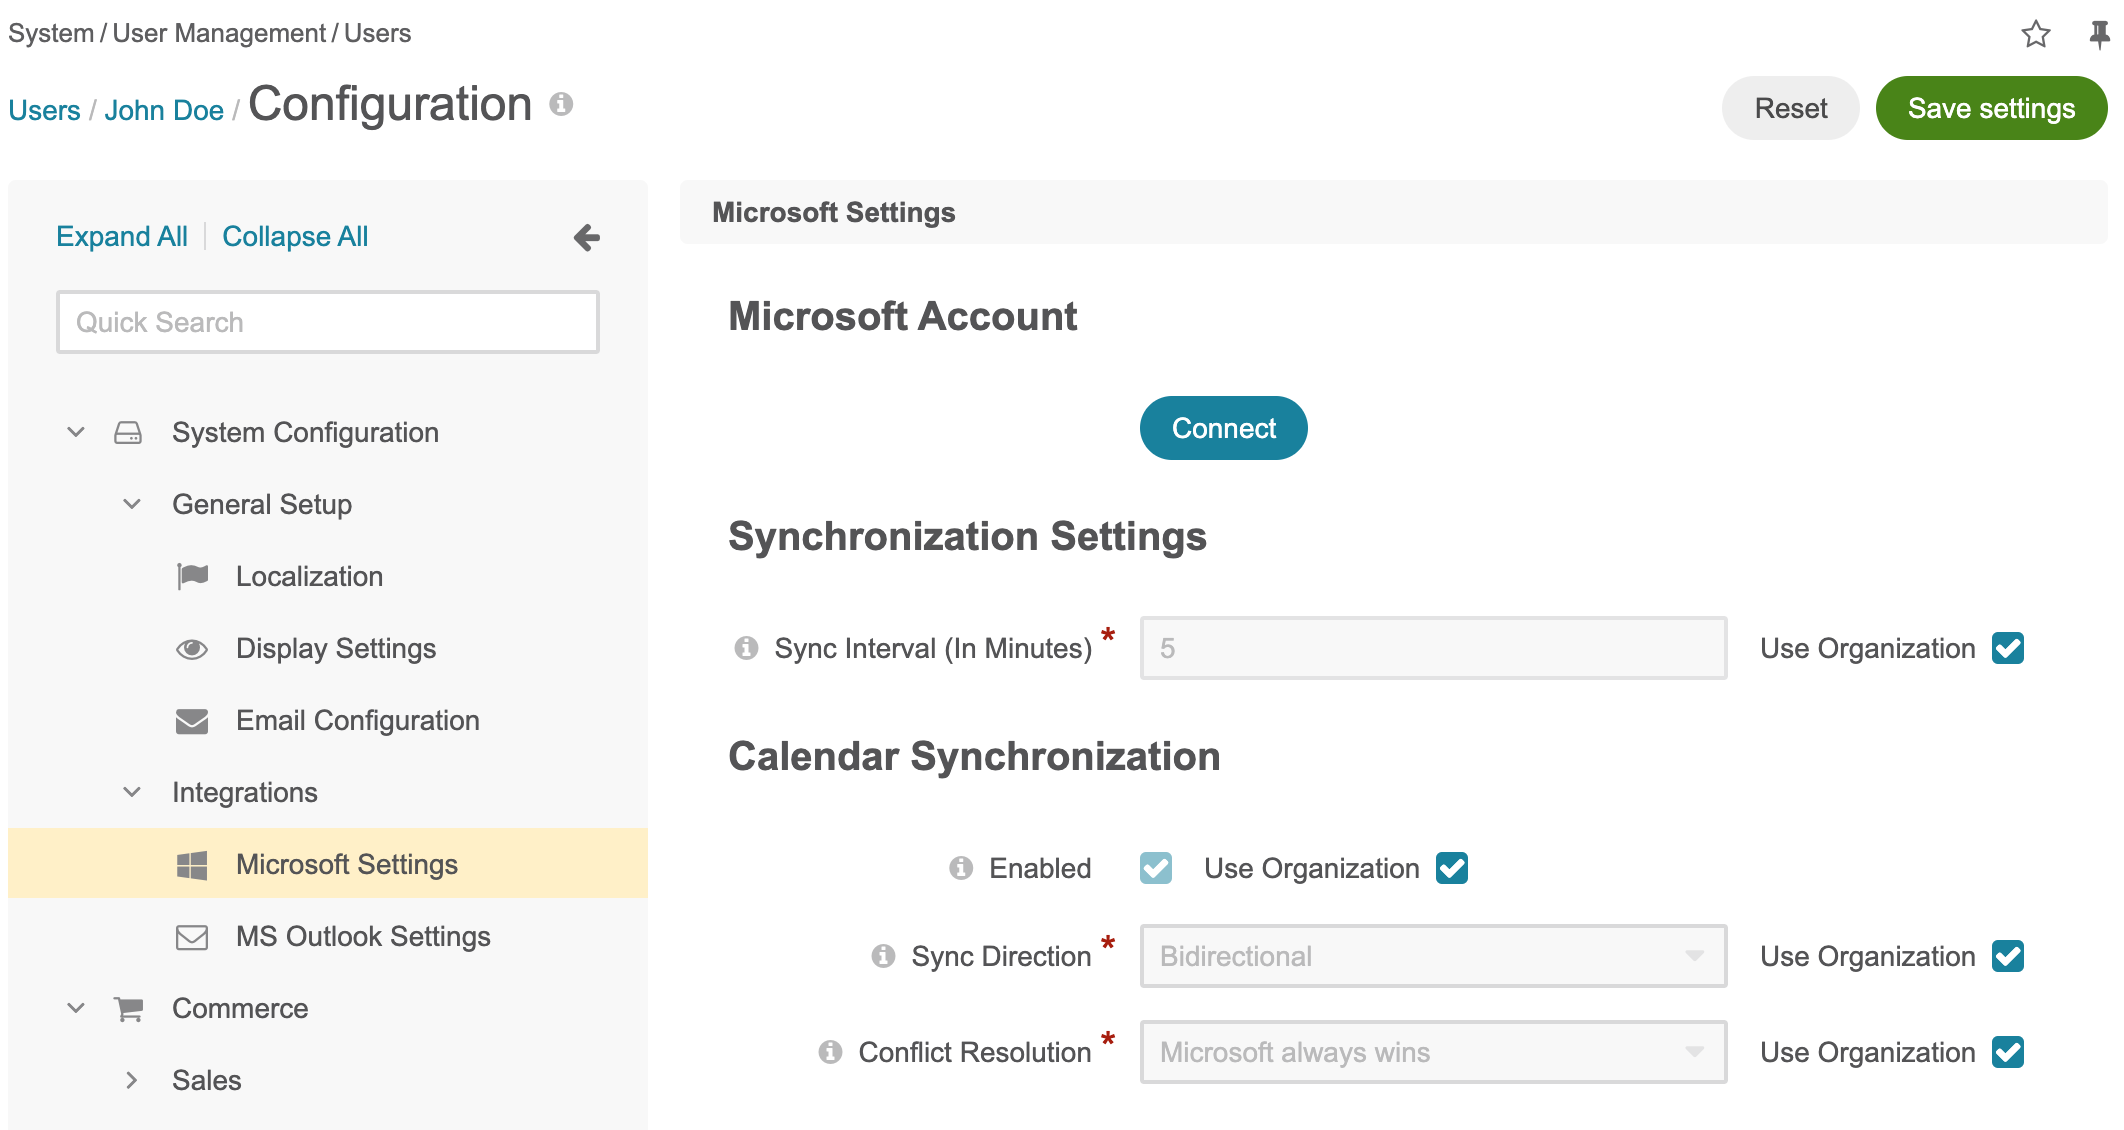 System / User Management / Users
Users / John Doe / Configuration
Reset
Save settings
Expand All
Collapse All
Quick Search
System Configuration
General Setup
Localization
Display Settings
Email Configuration
Integrations
Microsoft Settings
MS Outlook Settings
Commerce
Sales
Microsoft Settings
Microsoft Account
Connect
Synchronization Settings
Sync Interval (In Minutes) * 5 Use Organization
Calendar Synchronization
Enabled Use Organization
Sync Direction * Bidirectional Use Organization
Conflict Resolution * Microsoft always wins Use Organization